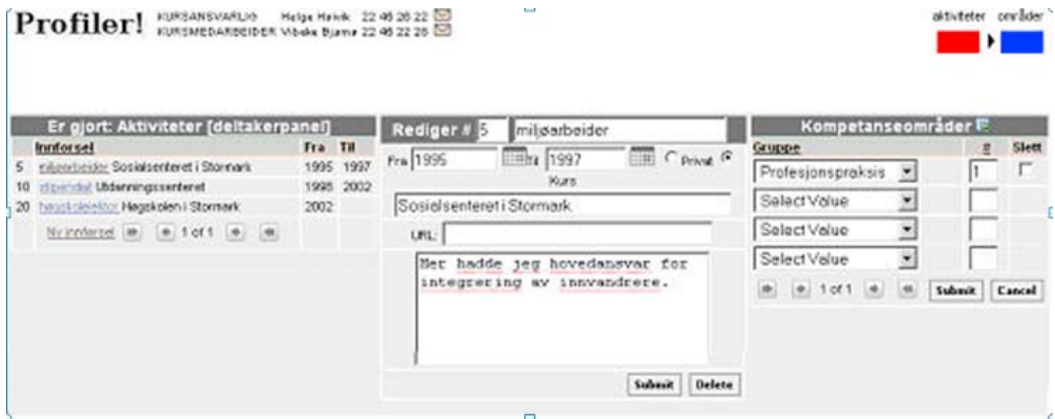 Profiler!
KURSANSVARLIG Helge Høivik 22 45 26 22
KURSMEDARBEIDER Vibeke Bjarnø 22 45 22 26
aktiviteter områder
Er gjort: Aktiviteter [deltakerpanel]
Innførsel Fra Til
5 miljøarbeider Sosialsenteret i Stormark 1995 1997
10 stipendiat Utdanningssenteret 1998 2002
20 høgskolelektor Høgskolen i Stormark 2002
Ny innførsel 1 of 1
Rediger # 5 miljøarbeider
Fra 1995 Til 1997 Privat
Kurs
Sosialsenteret i Stormark
URL:
Her hadde jeg hovedansvar for
integrering av innvandrere.
Submit Delete
Kompetanseområder
Gruppe # Slett
Profesjonspraksis 1
Select Value
Select Value
Select Value
1 of 1 Submit Cancel